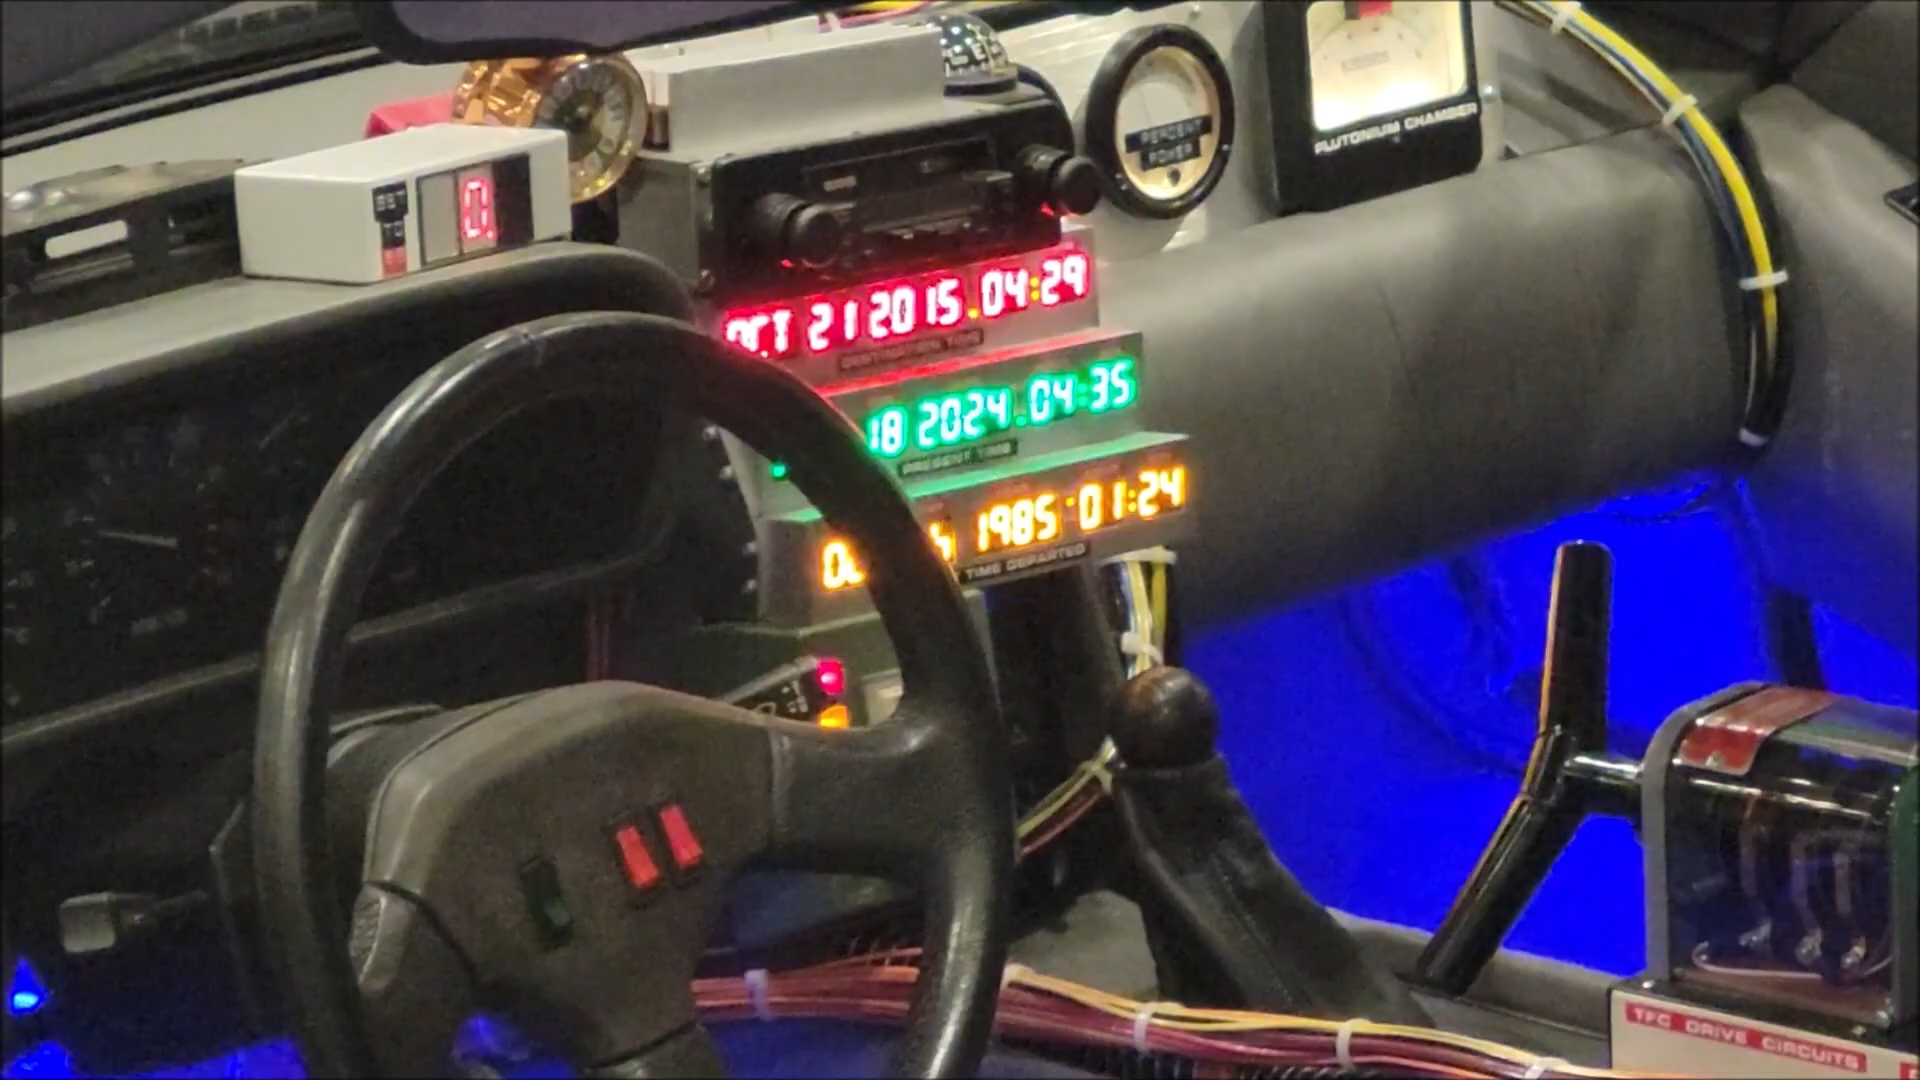 PERCENT
POWER
PLUTONIUM CHAMBER
SET
TO
0.
OCT 21 2015 04:29
DESTINATION TIME
18 2024 04:35
PRESENT TIME
1985 01:24
TIME DEPARTED
TFC DRIVE CIRCUITS